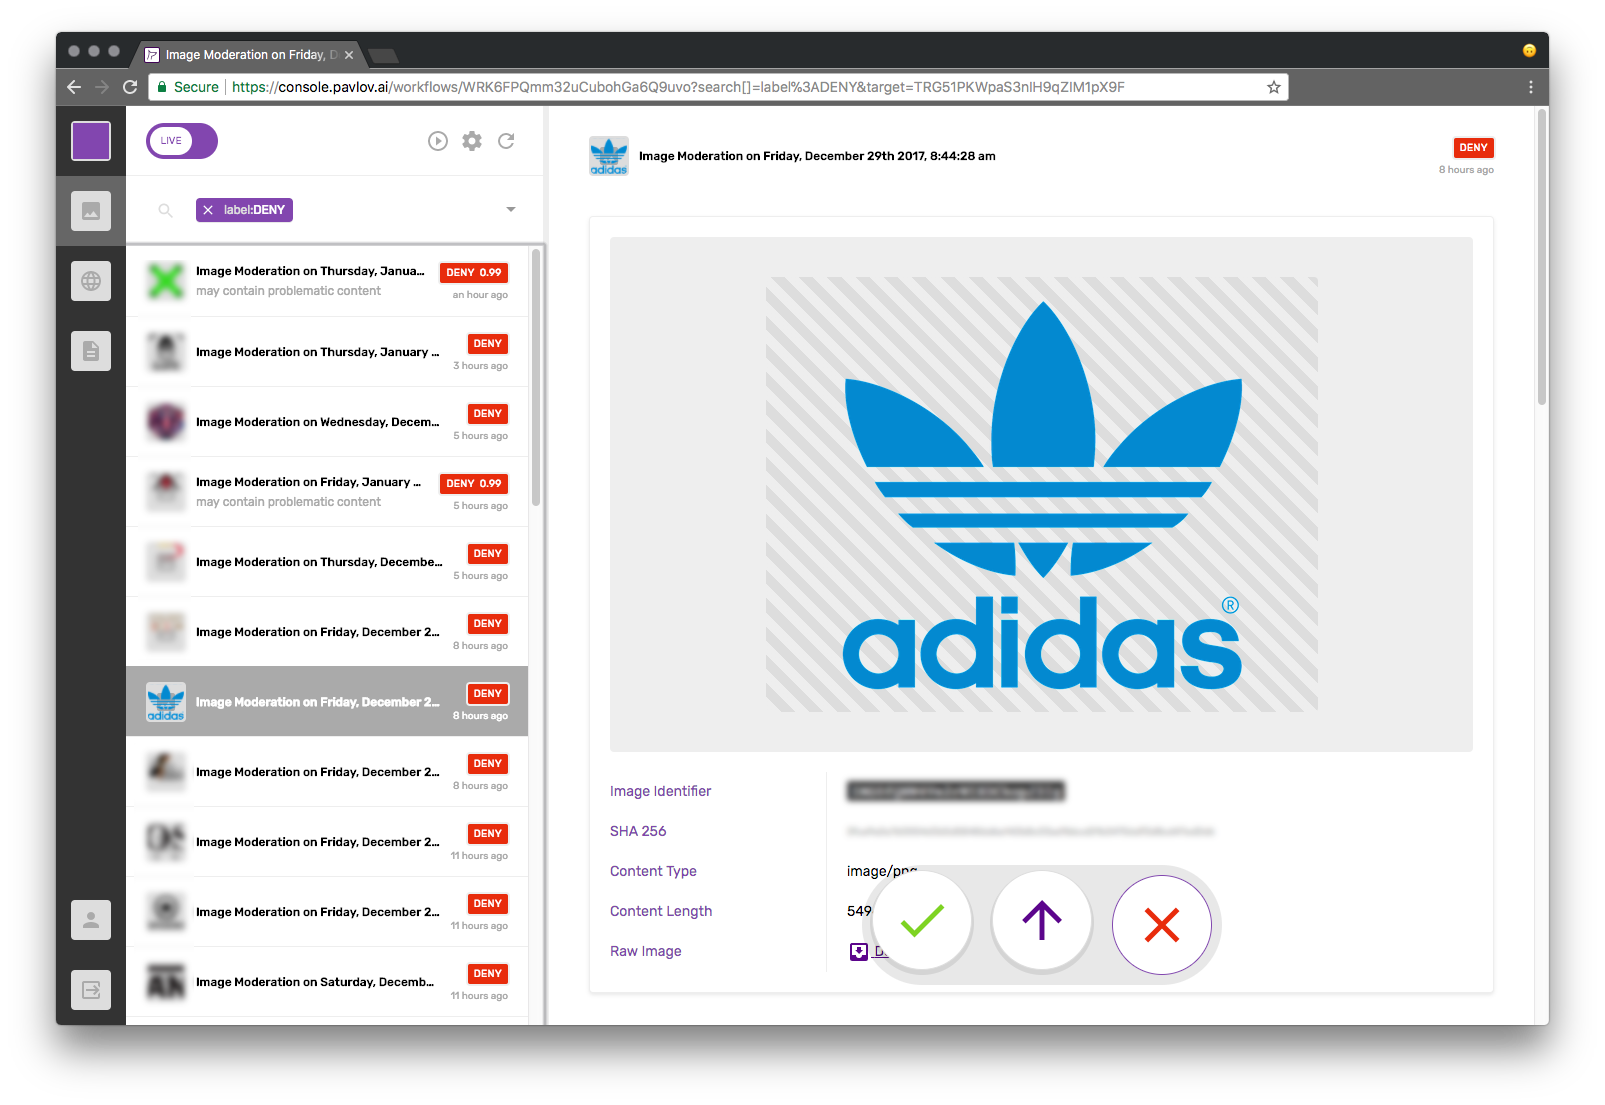 Image Moderation on Friday, D
Secure
https://console.pavlov.ai/workflows/WRK6FPQmm32uCubohGa6Q9uvo?search[]=label%3ADENY&target=TRG51PKWpaS3nlH9qZIM1pX9F
LIVE
label:DENY
Image Moderation on Thursday, Janua...
DENY 0.99
may contain problematic content
an hour ago
Image Moderation on Thursday, January ...
DENY
3 hours ago
Image Moderation on Wednesday, Decem...
DENY
5 hours ago
Image Moderation on Friday, January ...
DENY 0.99
may contain problematic content
5 hours ago
Image Moderation on Thursday, Decembe...
DENY
5 hours ago
Image Moderation on Friday, December 2...
DENY
8 hours ago
adidas
Image Moderation on Friday, December 2...
DENY
8 hours ago
Image Moderation on Friday, December 2...
DENY
8 hours ago
Image Moderation on Friday, December 2...
DENY
11 hours ago
Image Moderation on Friday, December 2...
DENY
11 hours ago
AN
Image Moderation on Saturday, Decemb...
DENY
11 hours ago
adidas
Image Moderation on Friday, December 29th 2017, 8:44:28 am
DENY
8 hours ago
adidas®
Image Identifier
SHA 256
Content Type
image/png
Content Length
549
Raw Image
D